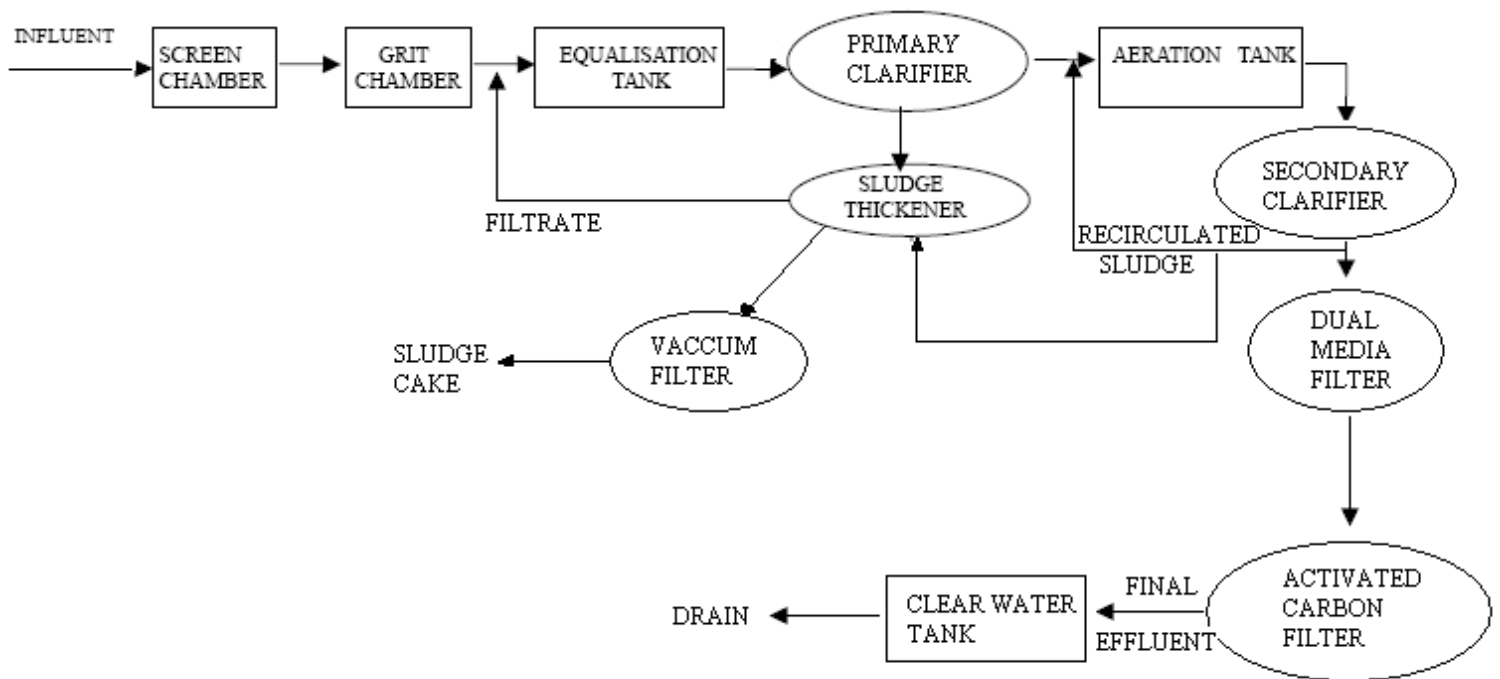 INFLUENT
SCREEN
CHAMBER
GRIT
CHAMBER
EQUALISATION
TANK
PRIMARY
CLARIFIER
AERATION TANK
SECONDARY
CLARIFIER
SLUDGE
THICKENER
FILTRATE
RECIRCULATED
SLUDGE
DUAL
MEDIA
FILTER
VACCUM
FILTER
SLUDGE
CAKE
ACTIVATED
CARBON
FILTER
FINAL
EFFLUENT
CLEAR WATER
TANK
DRAIN